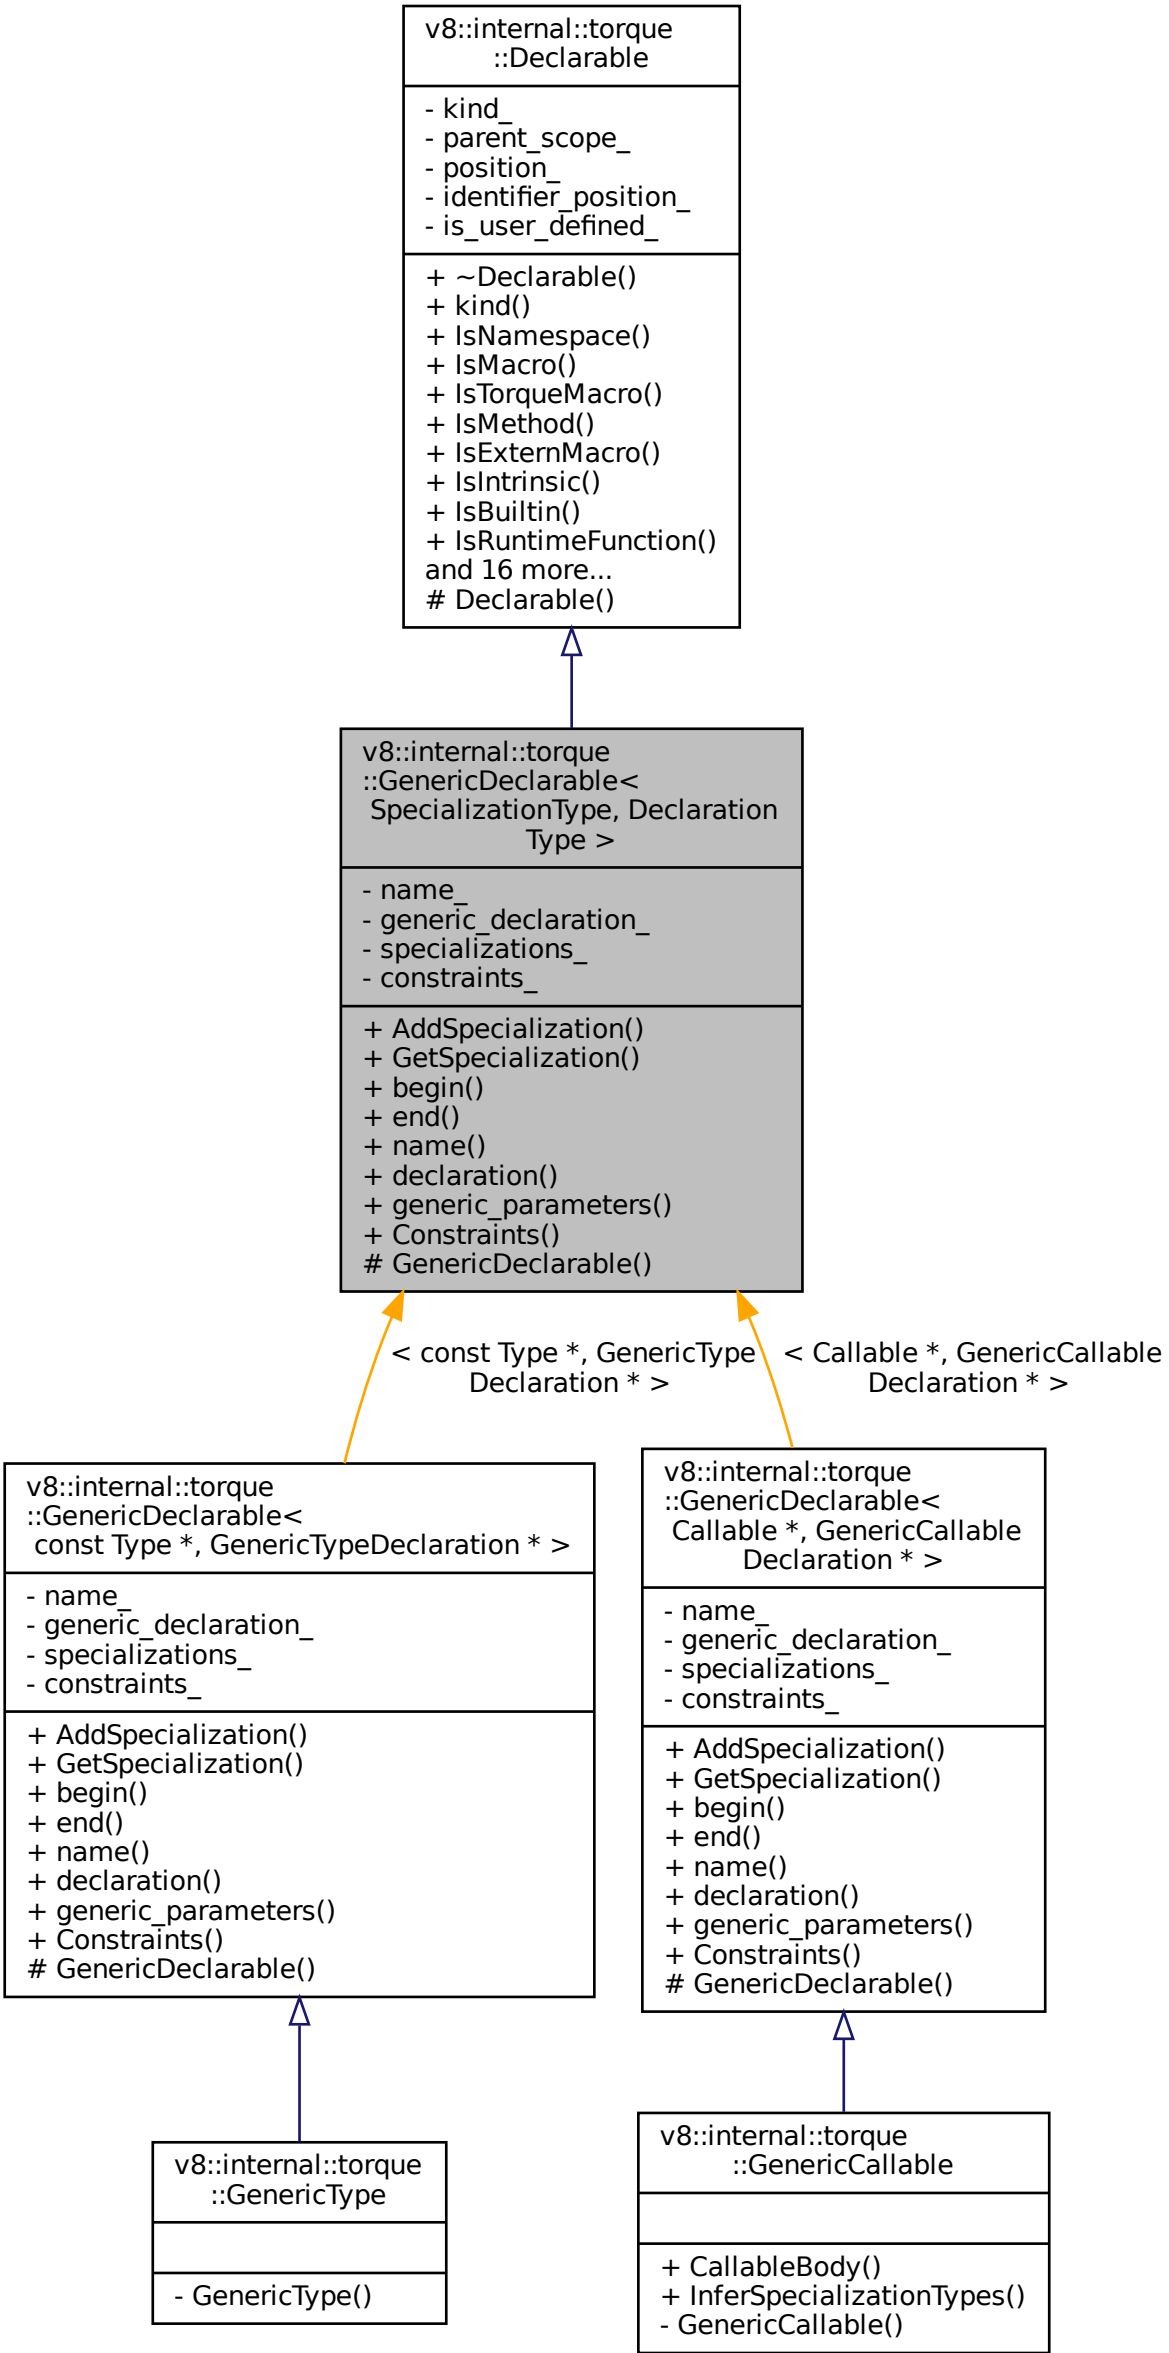 v8::internal::torque
::Declarable
- kind_
- parent_scope_
- position_
- identifier_position_
- is_user_defined_
+ ~Declarable()
+ kind()
+ IsNamespace()
+ IsMacro()
+ IsTorqueMacro()
+ IsMethod()
+ IsExternMacro()
+ IsIntrinsic()
+ IsBuiltin()
+ IsRuntimeFunction()
and 16 more...
# Declarable()
v8::internal::torque
::GenericDeclarable<
SpecializationType, Declaration
Type >
- name_
- generic_declaration_
- specializations_
- constraints_
+ AddSpecialization()
+ GetSpecialization()
+ begin()
+ end()
+ name()
+ declaration()
+ generic_parameters()
+ Constraints()
# GenericDeclarable()
< const Type *, GenericType
Declaration * >
< Callable *, GenericCallable
Declaration * >
v8::internal::torque
::GenericDeclarable<
const Type *, GenericTypeDeclaration * >
- name_
- generic_declaration_
- specializations_
- constraints_
+ AddSpecialization()
+ GetSpecialization()
+ begin()
+ end()
+ name()
+ declaration()
+ generic_parameters()
+ Constraints()
# GenericDeclarable()
v8::internal::torque
::GenericDeclarable<
Callable *, GenericCallable
Declaration * >
- name_
- generic_declaration_
- specializations_
- constraints_
+ AddSpecialization()
+ GetSpecialization()
+ begin()
+ end()
+ name()
+ declaration()
+ generic_parameters()
+ Constraints()
# GenericDeclarable()
v8::internal::torque
::GenericType
- GenericType()
v8::internal::torque
::GenericCallable
+ CallableBody()
+ InferSpecializationTypes()
- GenericCallable()